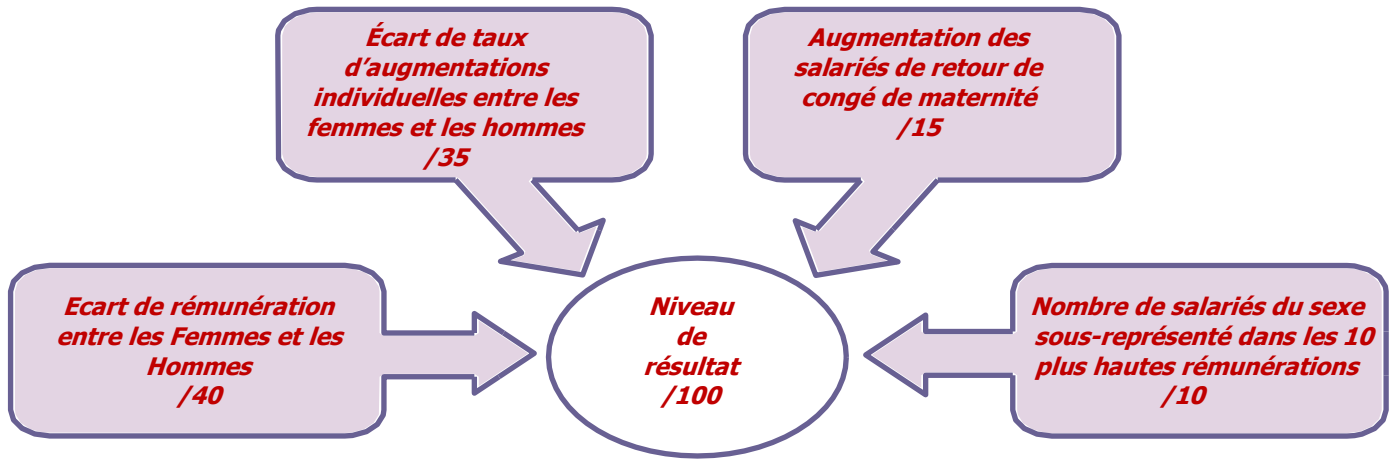 Écart de taux
d’augmentations
individuelles entre les
femmes et les hommes
/35
Augmentation des
salariés de retour de
congé de maternité
/15
Ecart de rémunération
entre les Femmes et les
Hommes
/40
Niveau
de
résultat
/100
Nombre de salariés du sexe
sous-représenté dans les 10
plus hautes rémunérations
/10